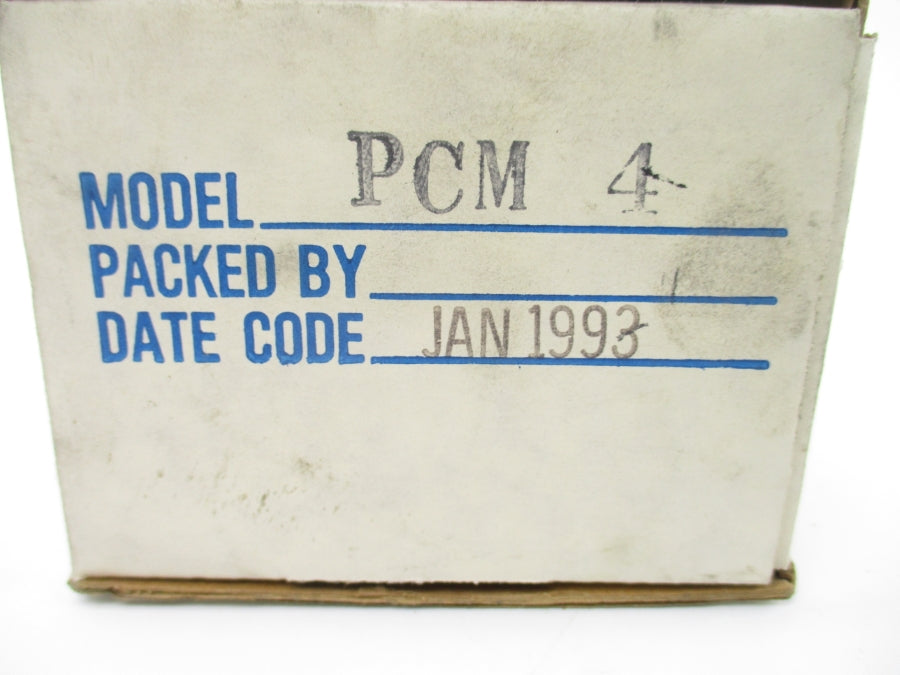 MODEL PCM 4
PACKED BY
DATE CODE JAN 1993